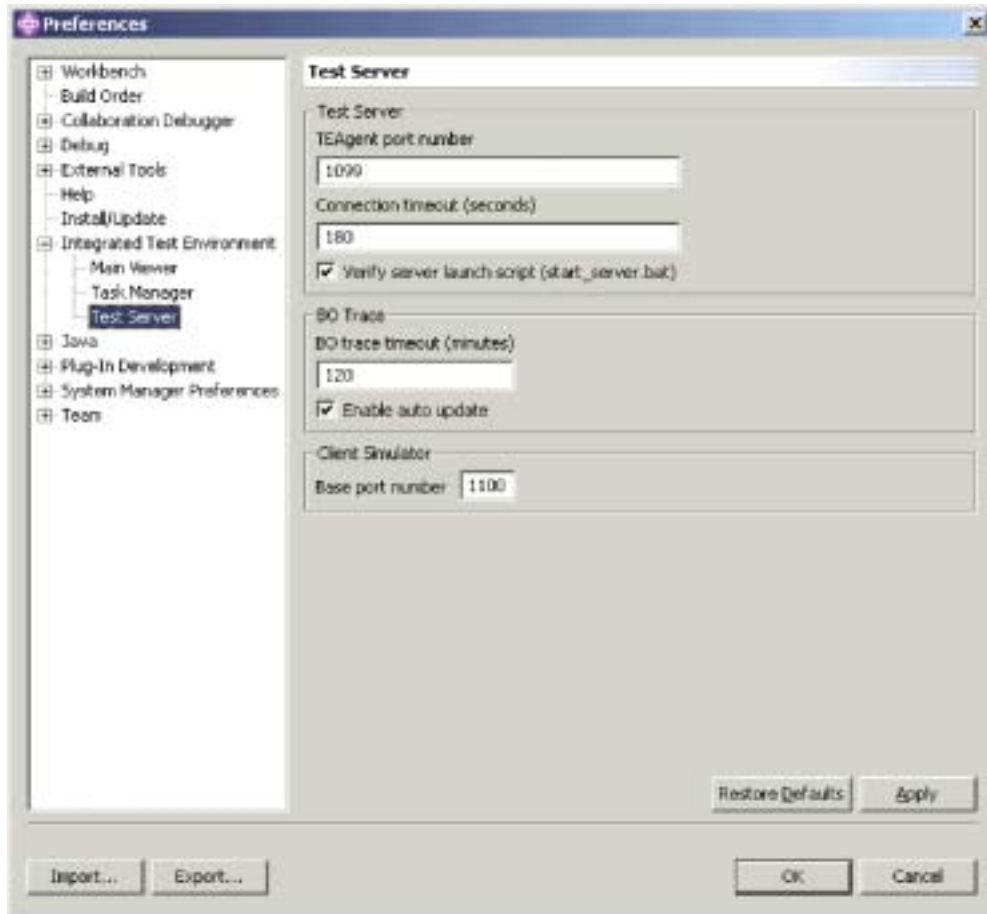 Preferences
Workbench
Build Order
Collaboration Debugger
Debug
External Tools
Help
Install/Update
Integrated Test Environment
Main Viewer
Task Manager
Test Server
Java
Plug-In Development
System Manager Preferences
Team
Test Server
Test Server
TEAgent port number
1099
Connection timeout (seconds)
180
Verify server launch script (start_server.bat)
BO Trace
BO trace timeout (minutes)
120
Enable auto update
Client Simulator
Base port number 1100
Restore Defaults Apply
Import... Export... OK Cancel